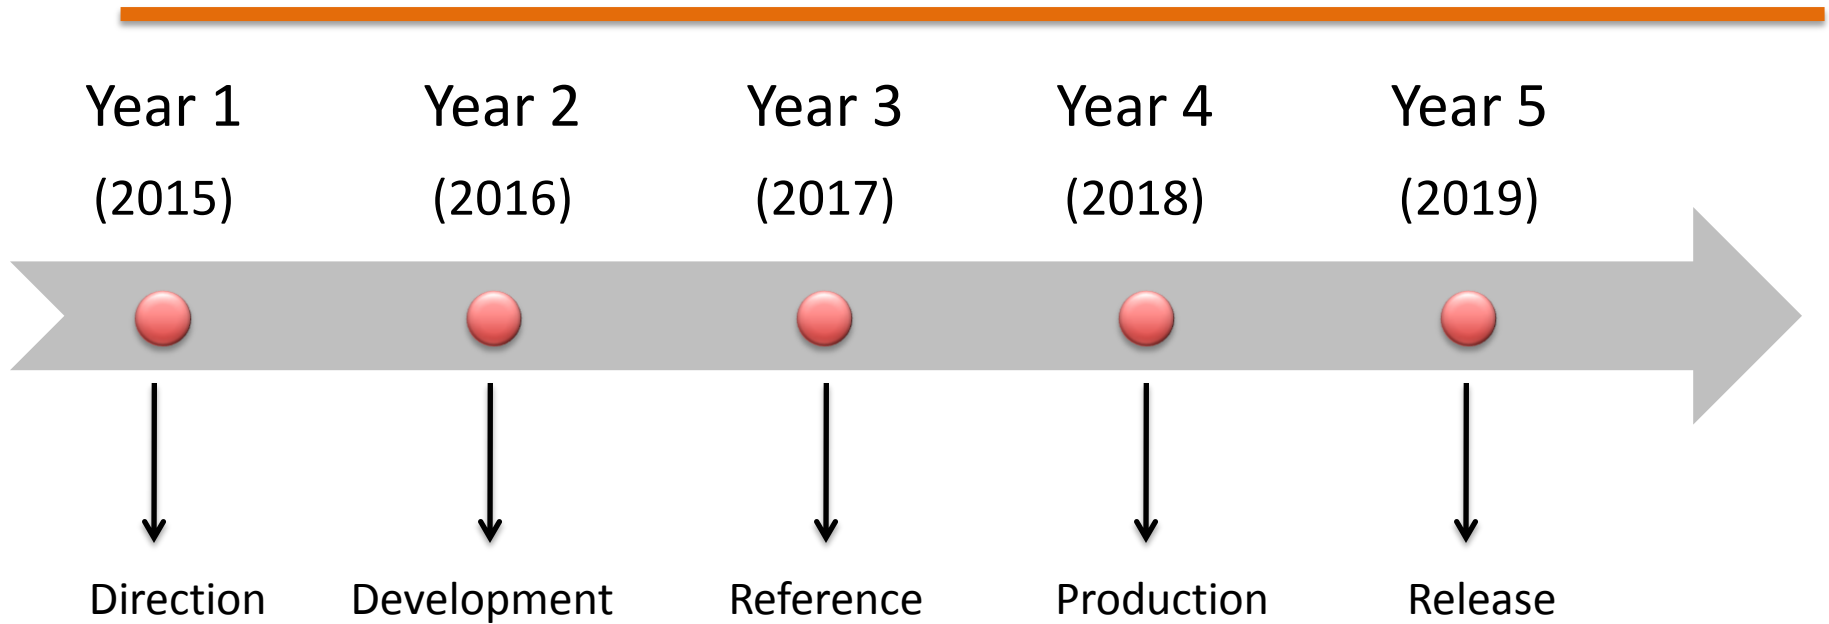 Year 1 Year 2 Year 3 Year 4 Year 5
(2015) (2016) (2017) (2018) (2019)
Direction Development Reference Production Release